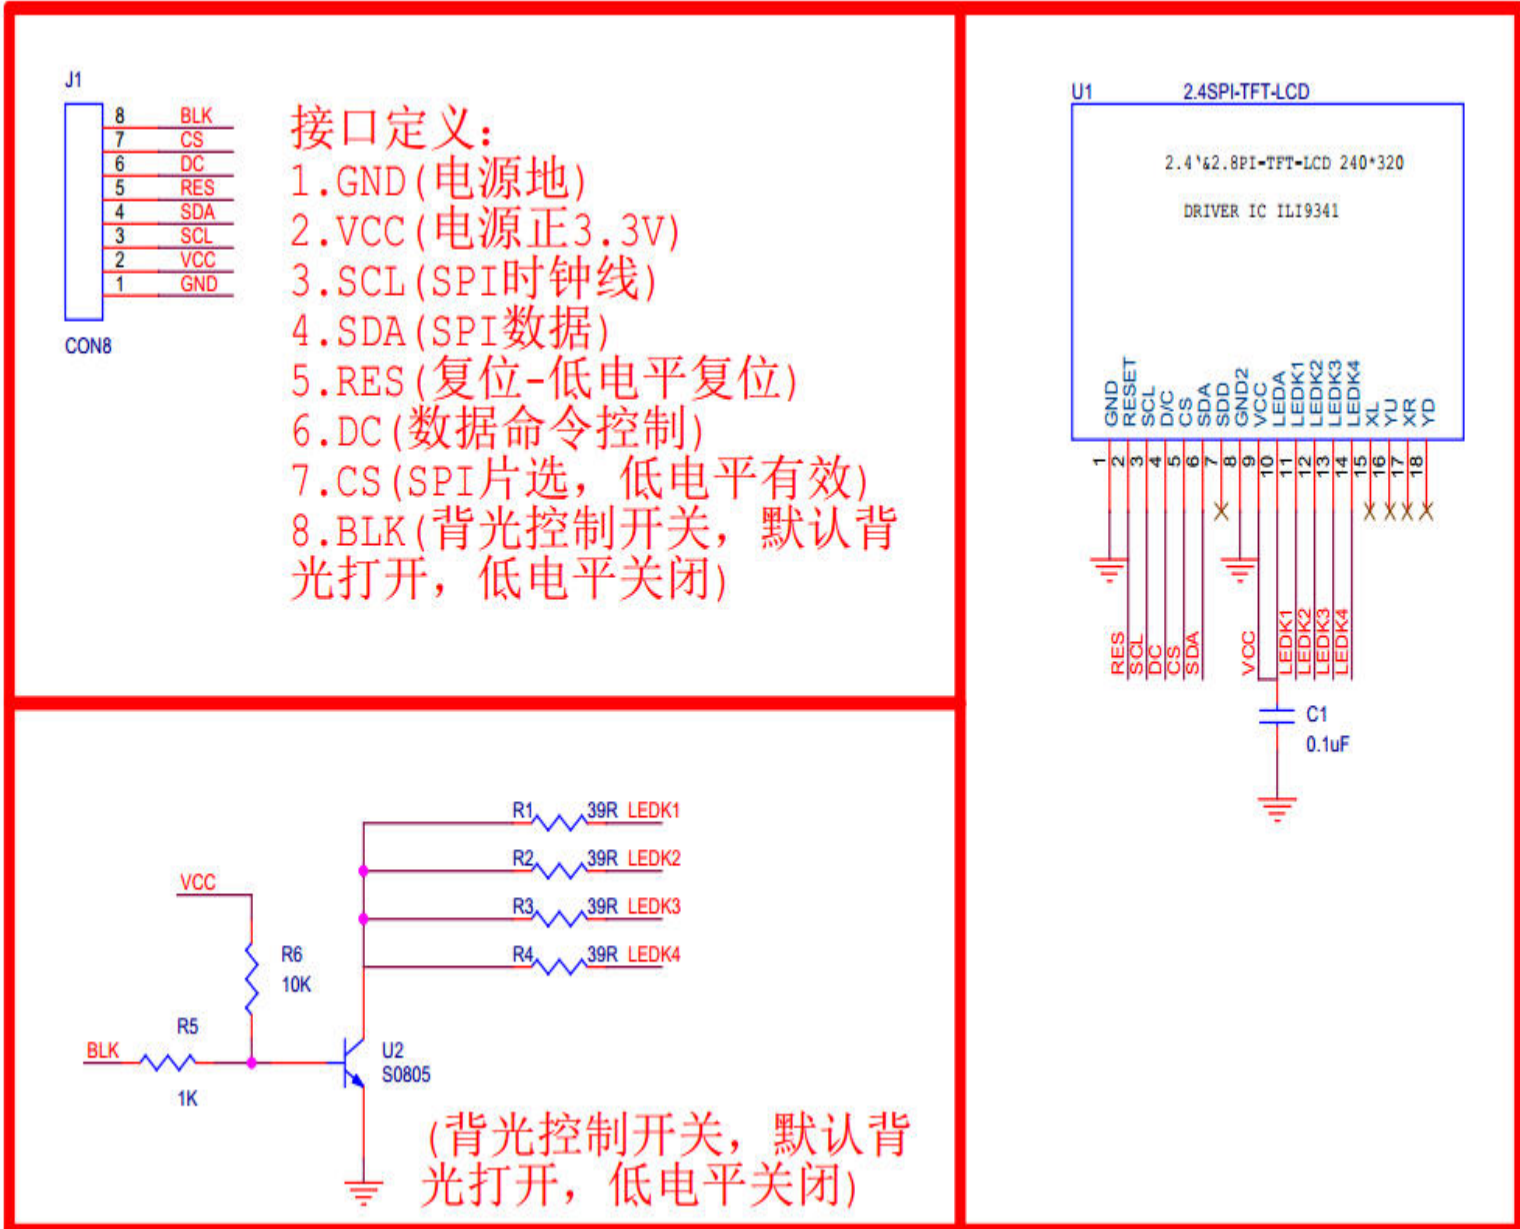 J1
8 BLK
7 CS
6 DC
5 RES
4 SDA
3 SCL
2 VCC
1 GND
CON8
接口定义:
1.GND(电源地)
2.VCC(电源正3.3V)
3.SCL(SPI时钟线)
4.SDA(SPI数据)
5.RES(复位-低电平复位)
6.DC(数据命令控制)
7.CS(SPI片选，低电平有效)
8.BLK(背光控制开关，默认背
光打开，低电平关闭)
U1 2.4SPI-TFT-LCD
2.4'&2.8PI-TFT-LCD 240*320
DRIVER IC ILI9341
GND
RESET
SCL
D/C
CS
SDA
SDD
GND2
VCC
LEDA
LEDK1
LEDK2
LEDK3
LEDK4
XL
YU
XR
YD
1
2
3
4
5
6
7
8
9
10
11
12
13
14
15
16
17
18
RES
SCL
DC
CS
SDA
VCC
LEDK1
LEDK2
LEDK3
LEDK4
C1
0.1uF
R1 39R LEDK1
R2 39R LEDK2
R3 39R LEDK3
R4 39R LEDK4
VCC
R6
10K
R5
BLK
1K
U2
S0805
(背光控制开关，默认背
光打开，低电平关闭)